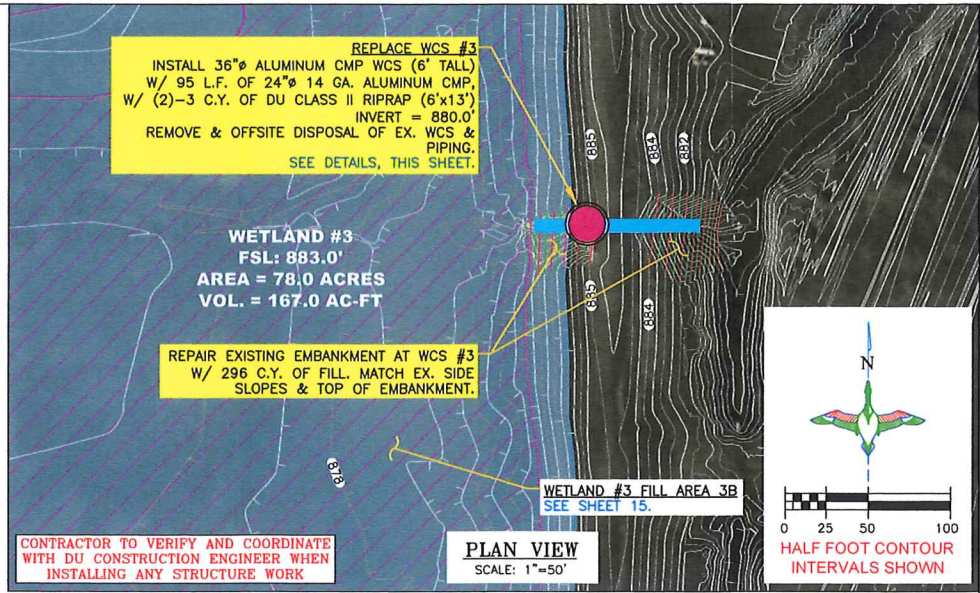 REPLACE WCS #3
INSTALL 36"ø ALUMINUM CMP WCS (6' TALL)
W/ 95 L.F. OF 24"ø 14 GA. ALUMINUM CMP,
W/ (2)-3 C.Y. OF DU CLASS II RIPRAP (6'x13')
INVERT = 880.0'
REMOVE & OFFSITE DISPOSAL OF EX. WCS &
PIPING.
SEE DETAILS, THIS SHEET.
885
884
882
WETLAND #3
FSL: 883.0'
AREA = 78.0 ACRES
VOL. = 167.0 AC-FT
885
884
REPAIR EXISTING EMBANKMENT AT WCS #3
W/ 296 C.Y. OF FILL. MATCH EX. SIDE
SLOPES & TOP OF EMBANKMENT.
N
878
WETLAND #3 FILL AREA 3B
SEE SHEET 15.
0 25 50 100
HALF FOOT CONTOUR
INTERVALS SHOWN
CONTRACTOR TO VERIFY AND COORDINATE
WITH DU CONSTRUCTION ENGINEER WHEN
INSTALLING ANY STRUCTURE WORK
PLAN VIEW
SCALE: 1"=50'